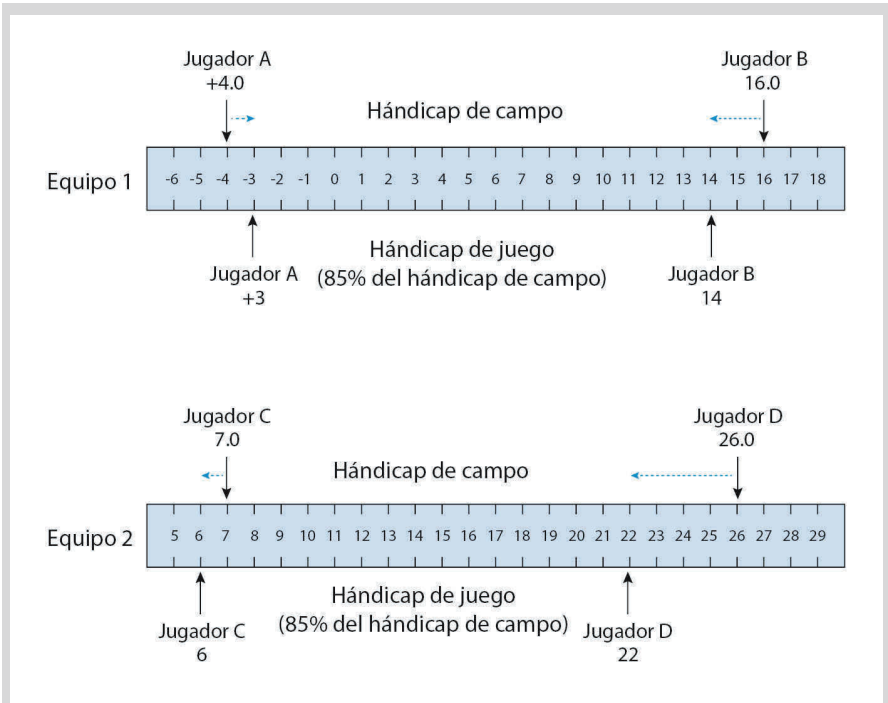 Jugador A
+4.0
Jugador B
16.0
Hándicap de campo
Equipo 1
-6 -5 -4 -3 -2 -1 0 1 2 3 4 5 6 7 8 9 10 11 12 13 14 15 16 17 18
Hándicap de juego
(85% del hándicap de campo)
Jugador A
+3
Jugador B
14
Jugador C
7.0
Jugador D
26.0
Hándicap de campo
Equipo 2
5 6 7 8 9 10 11 12 13 14 15 16 17 18 19 20 21 22 23 24 25 26 27 28 29
Hándicap de juego
(85% del hándicap de campo)
Jugador C
6
Jugador D
22